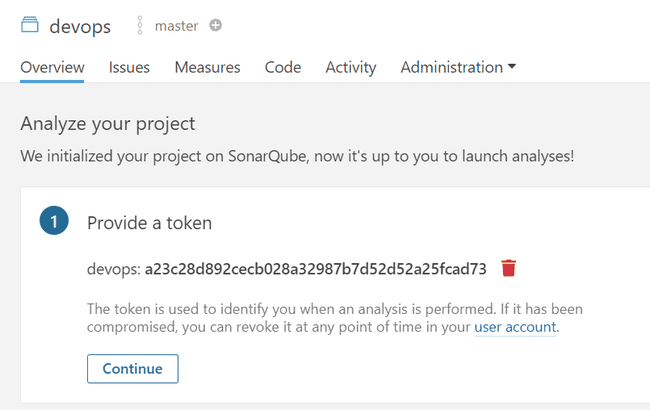 devops master
Overview Issues Measures Code Activity Administration
Analyze your project
We initialized your project on SonarQube, now it's up to you to launch analyses!
1 Provide a token
devops: a23c28d892cecb028a32987b7d52d52a25fcad73
The token is used to identify you when an analysis is performed. If it has been
compromised, you can revoke it at any point of time in your user account.
Continue